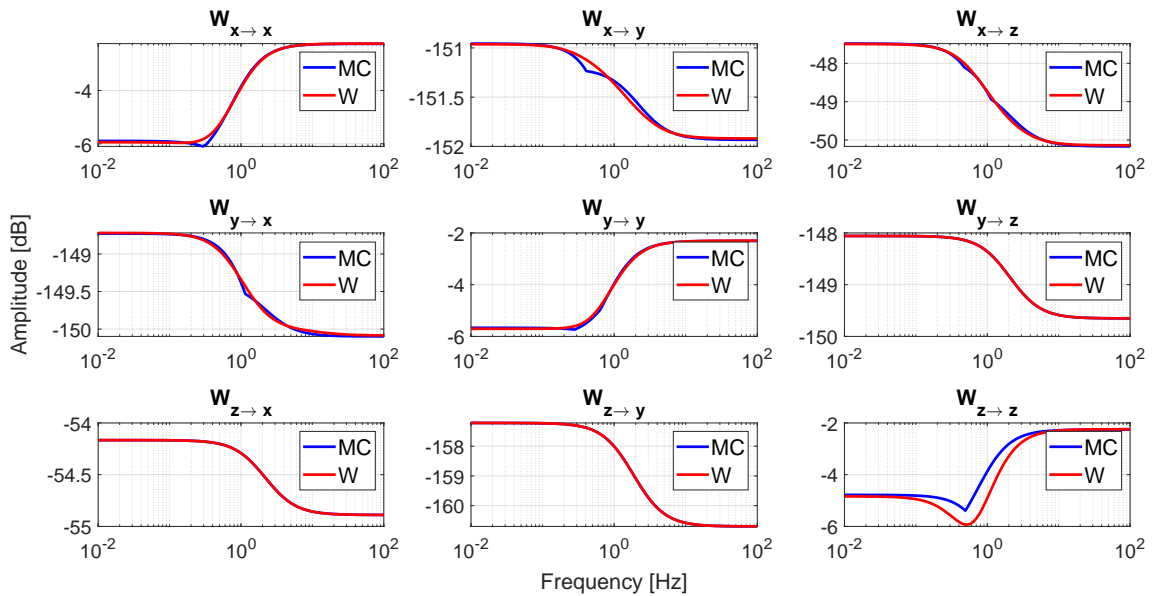 W x→ x
-4
-6
MC
W
10^-2 10^0 10^2
W x→ y
-151
-151.5
-152
MC
W
10^-2 10^0 10^2
W x→ z
-48
-49
-50
MC
W
10^-2 10^0 10^2
W y→ x
-149
-149.5
-150
MC
W
10^-2 10^0 10^2
W y→ y
-2
-4
-6
MC
W
10^-2 10^0 10^2
W y→ z
-148
-149
-150
MC
W
10^-2 10^0 10^2
W z→ x
-54
-54.5
-55
MC
W
10^-2 10^0 10^2
W z→ y
-158
-159
-160
MC
W
10^-2 10^0 10^2
W z→ z
-2
-4
-6
MC
W
10^-2 10^0 10^2
Amplitude [dB]
Frequency [Hz]